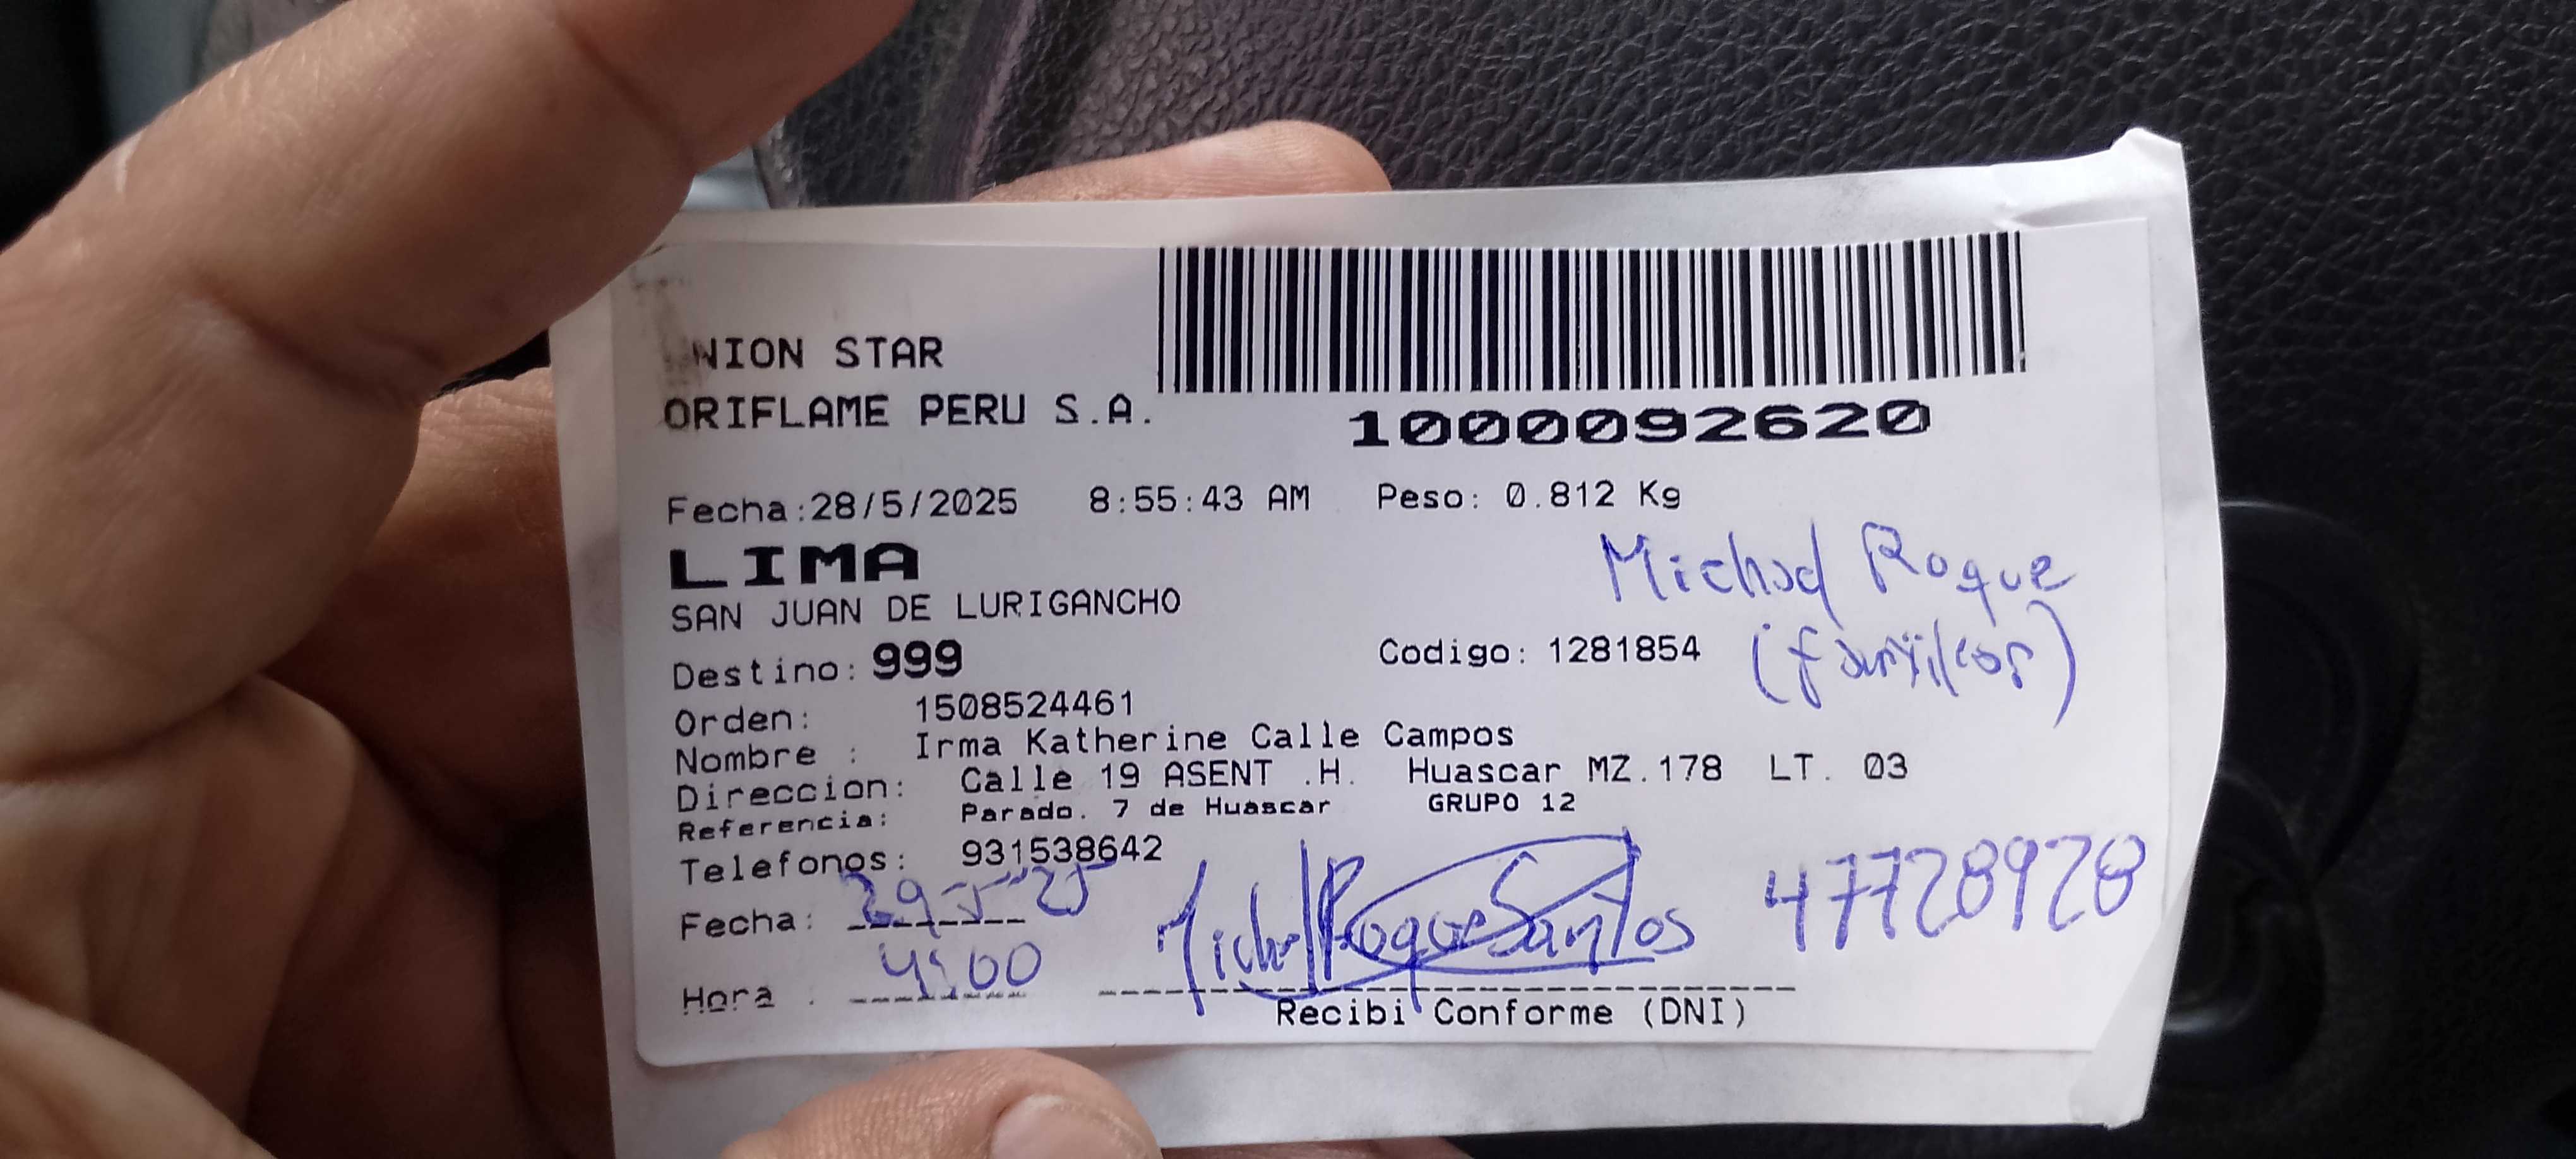 NION STAR
ORIFLAME PERU S.A.
1000092620
Fecha:28/5/2025 8:55:43 AM Peso: 0.812 Kg
LIMA
SAN JUAN DE LURIGANCHO
Michael Roque
Destino: 999 Codigo: 1281854
Orden: 1508524461
Nombre : Irma Katherine Calle Campos
Direccion: Calle 19 ASENT .H. Huascar MZ.178 LT. 03
Referencia: Parado. 7 de Huascar GRUPO 12
Telefonos: 931538642
Fecha: 29-5-25
Michael Roque Santos 47728928
Hora : 4:00
Recibi Conforme (DNI)